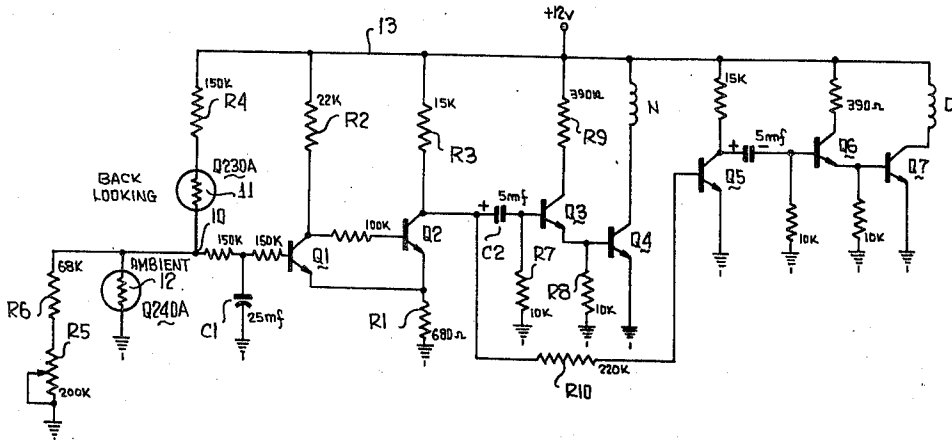 +12v
13
150K
R4
22K
R2
15K
R3
390Ω
R9
N
15K
390Ω
D
BACK
LOOKING
Q230A
11
10
AMBIENT
12
Q240A
68K
R6
R5
200K
150K
150K
C1
25mf
Q1
100K
Q2
R1
680Ω
+
5mf
C2
Q3
R7
10K
R8
10K
Q4
R10
220K
Q5
+
5mf
–
Q6
Q7
10K
10K